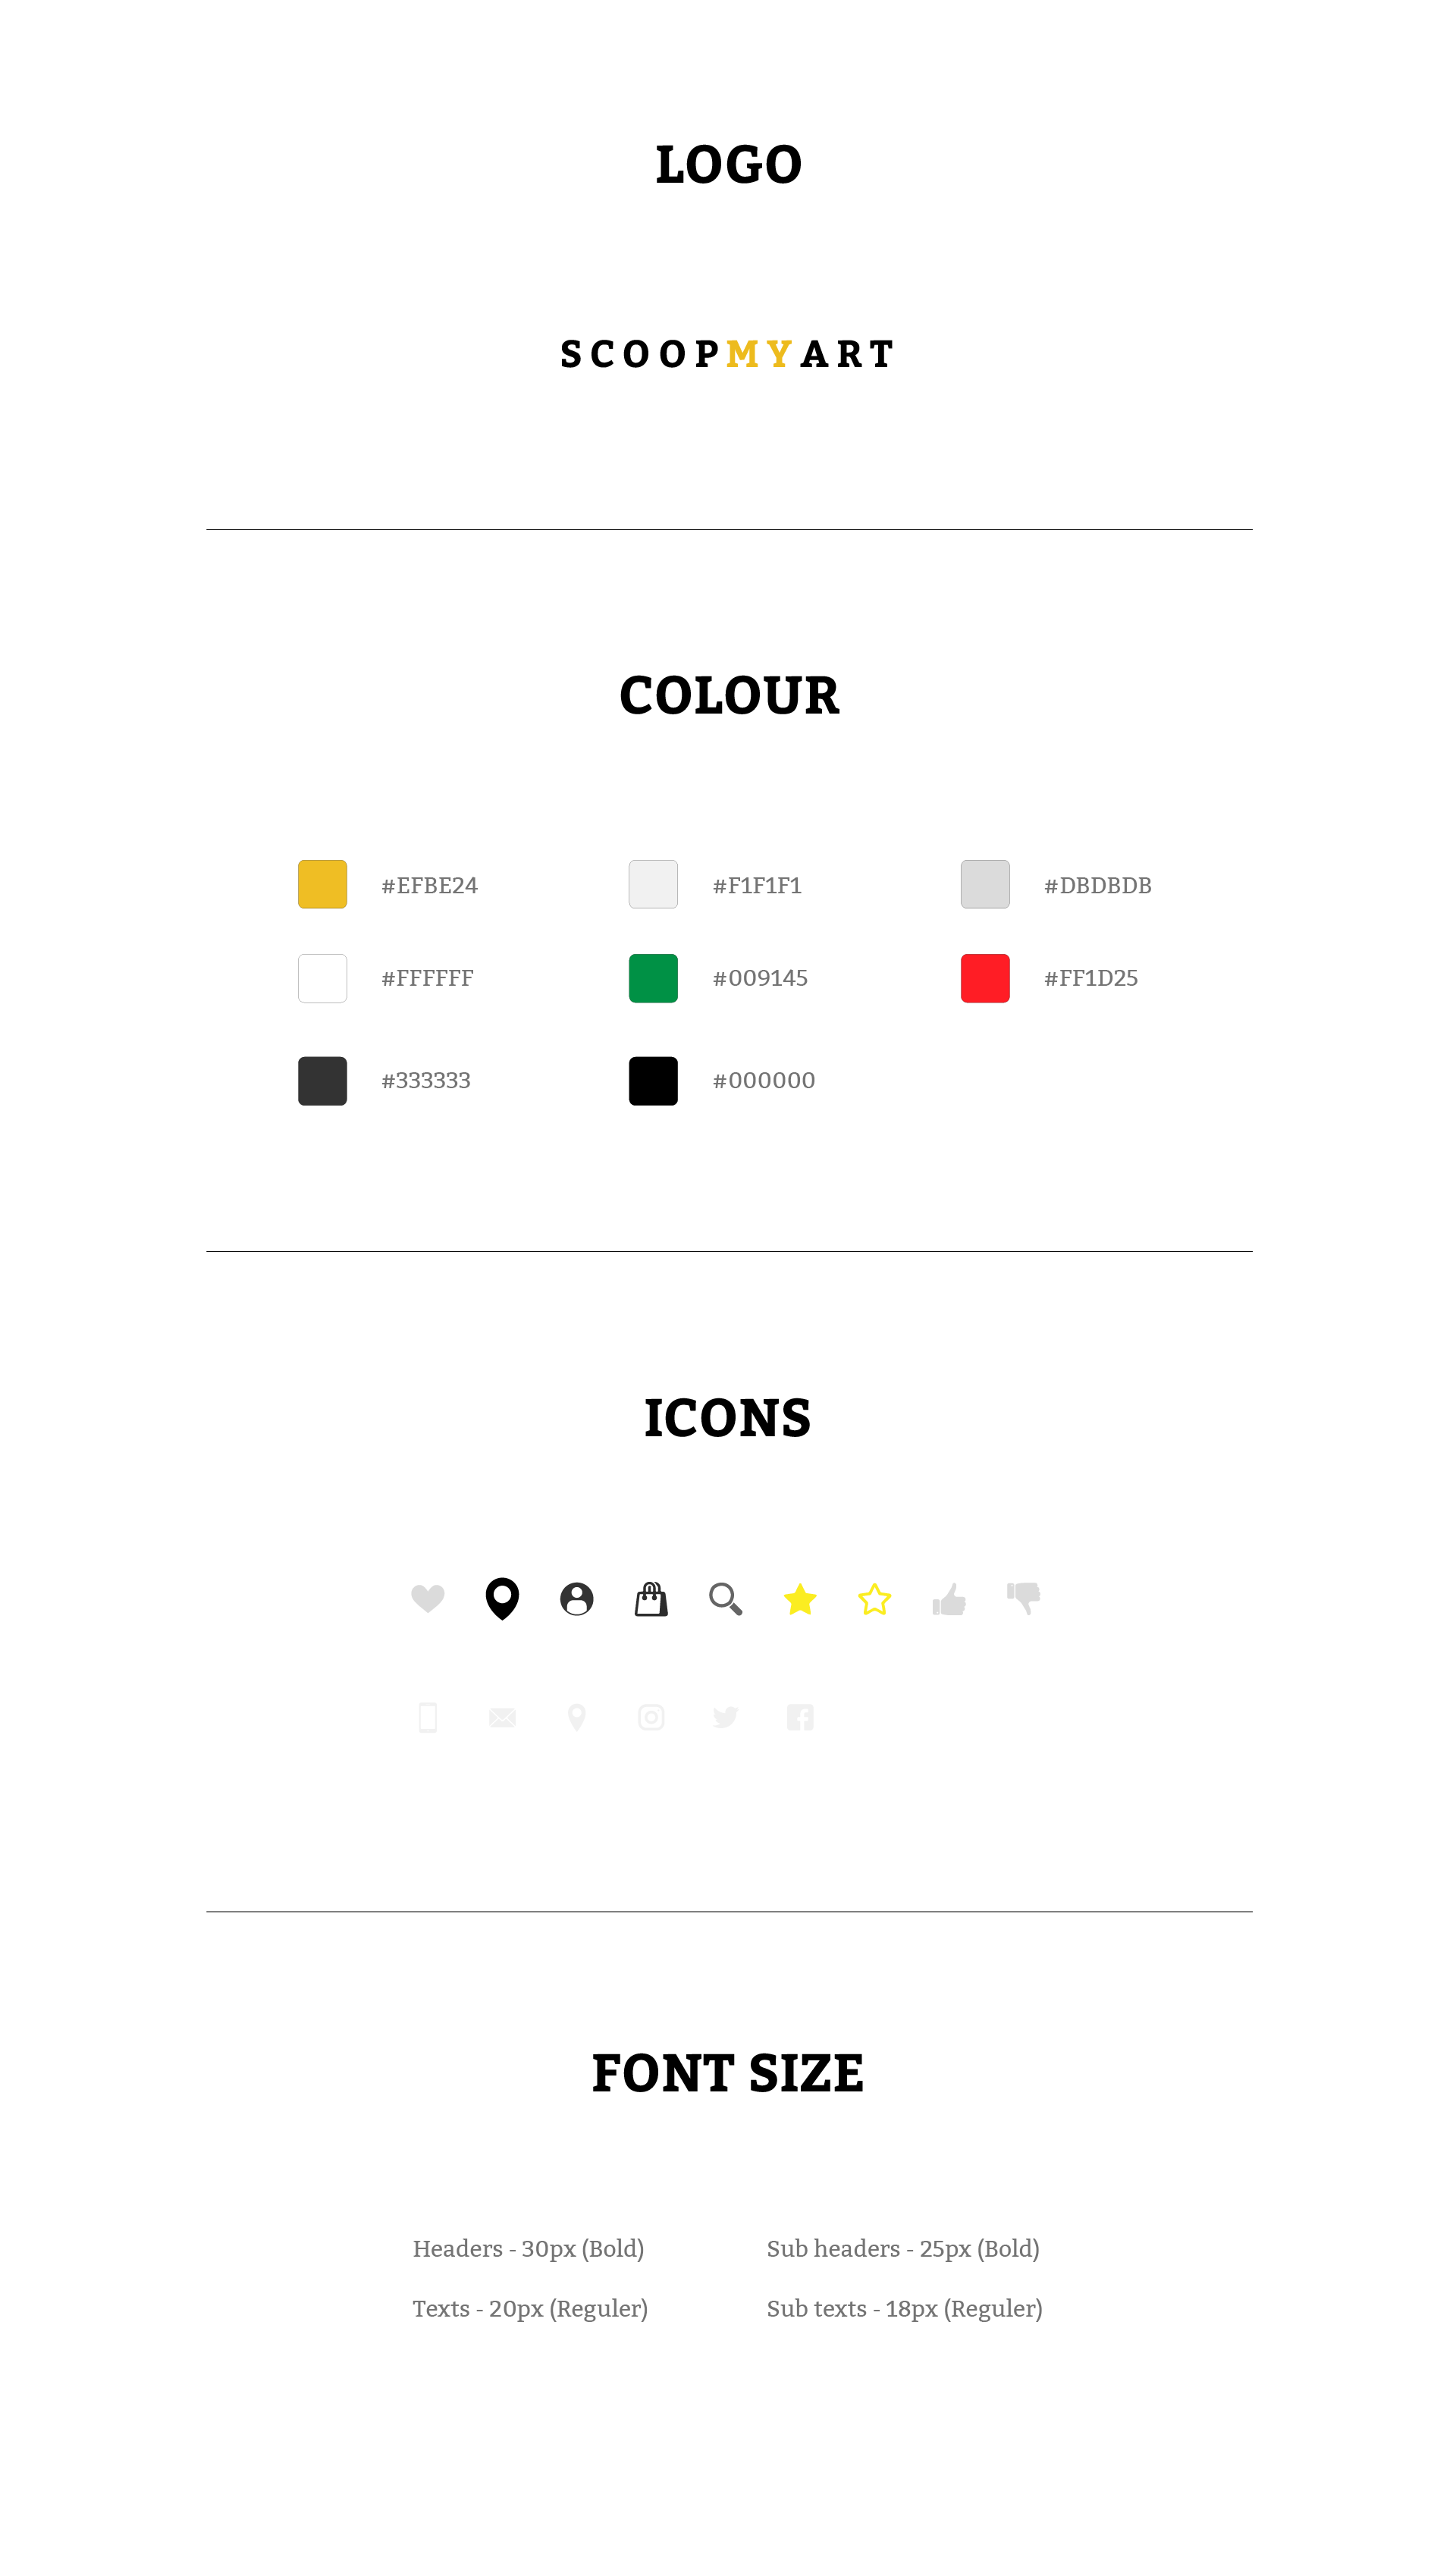 LOGO
SCOOPMYART
COLOUR
#EFBE24 #F1F1F1 #DBDBDB
#FFFFFF #009145 #FF1D25
#333333 #000000
ICONS
FONT SIZE
Headers - 30px (Bold) Sub headers - 25px (Bold)
Texts - 20px (Reguler) Sub texts - 18px (Reguler)